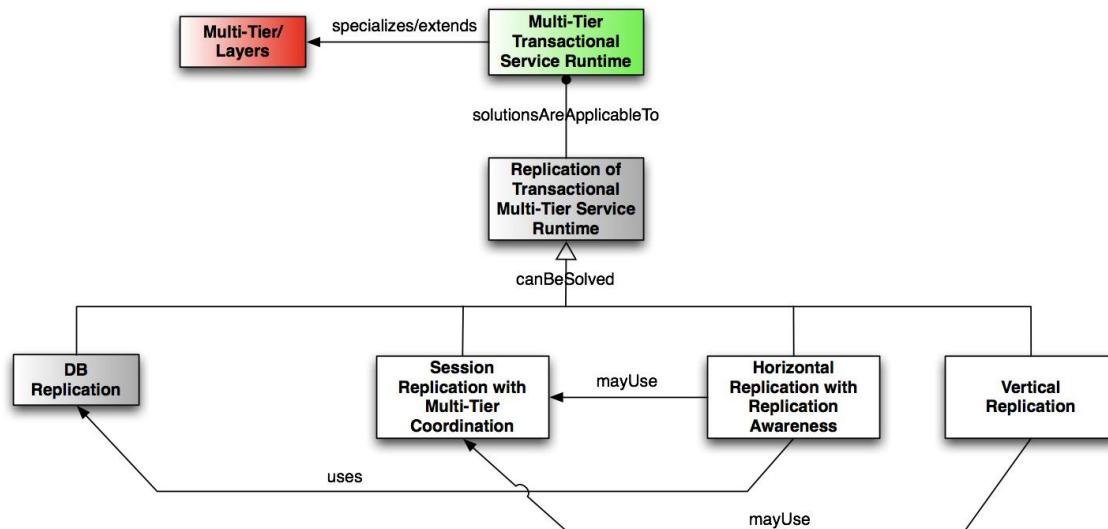 Multi-Tier/
Layers
specializes/extends
Multi-Tier
Transactional
Service Runtime
solutionsAreApplicableTo
Replication of
Transactional
Multi-Tier Service
Runtime
canBeSolved
DB
Replication
Session
Replication with
Multi-Tier
Coordination
mayUse
Horizontal
Replication with
Replication
Awareness
Vertical
Replication
uses
mayUse